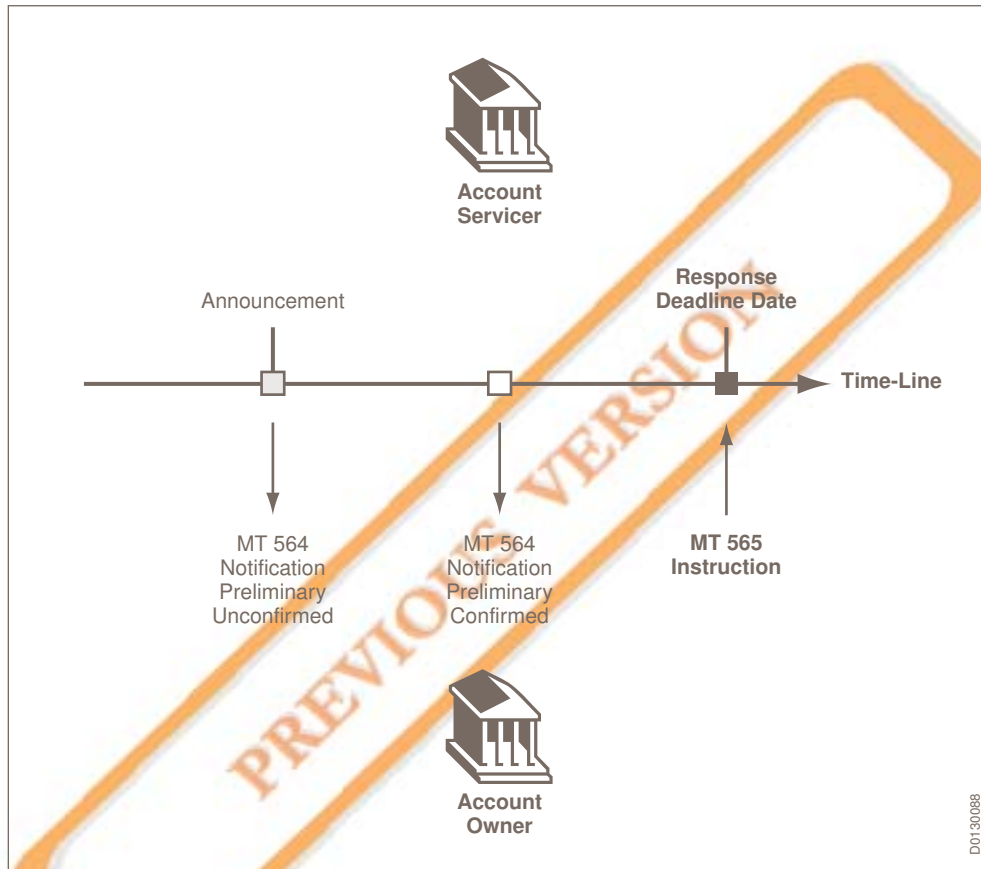 Account
Servicer
Announcement
Response
Deadline Date
Time-Line
MT 564
Notification
Preliminary
Unconfirmed
MT 564
Notification
Preliminary
Confirmed
MT 565
Instruction
PREVIOUS VERSION
Account
Owner
D0130088